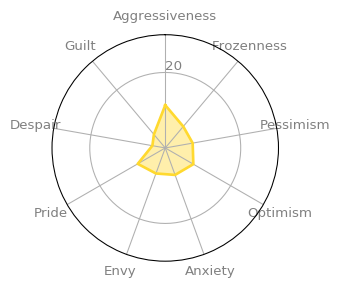 Aggressiveness
Guilt
Frozenness
20
Despair
Pessimism
Pride
Optimism
Envy
Anxiety